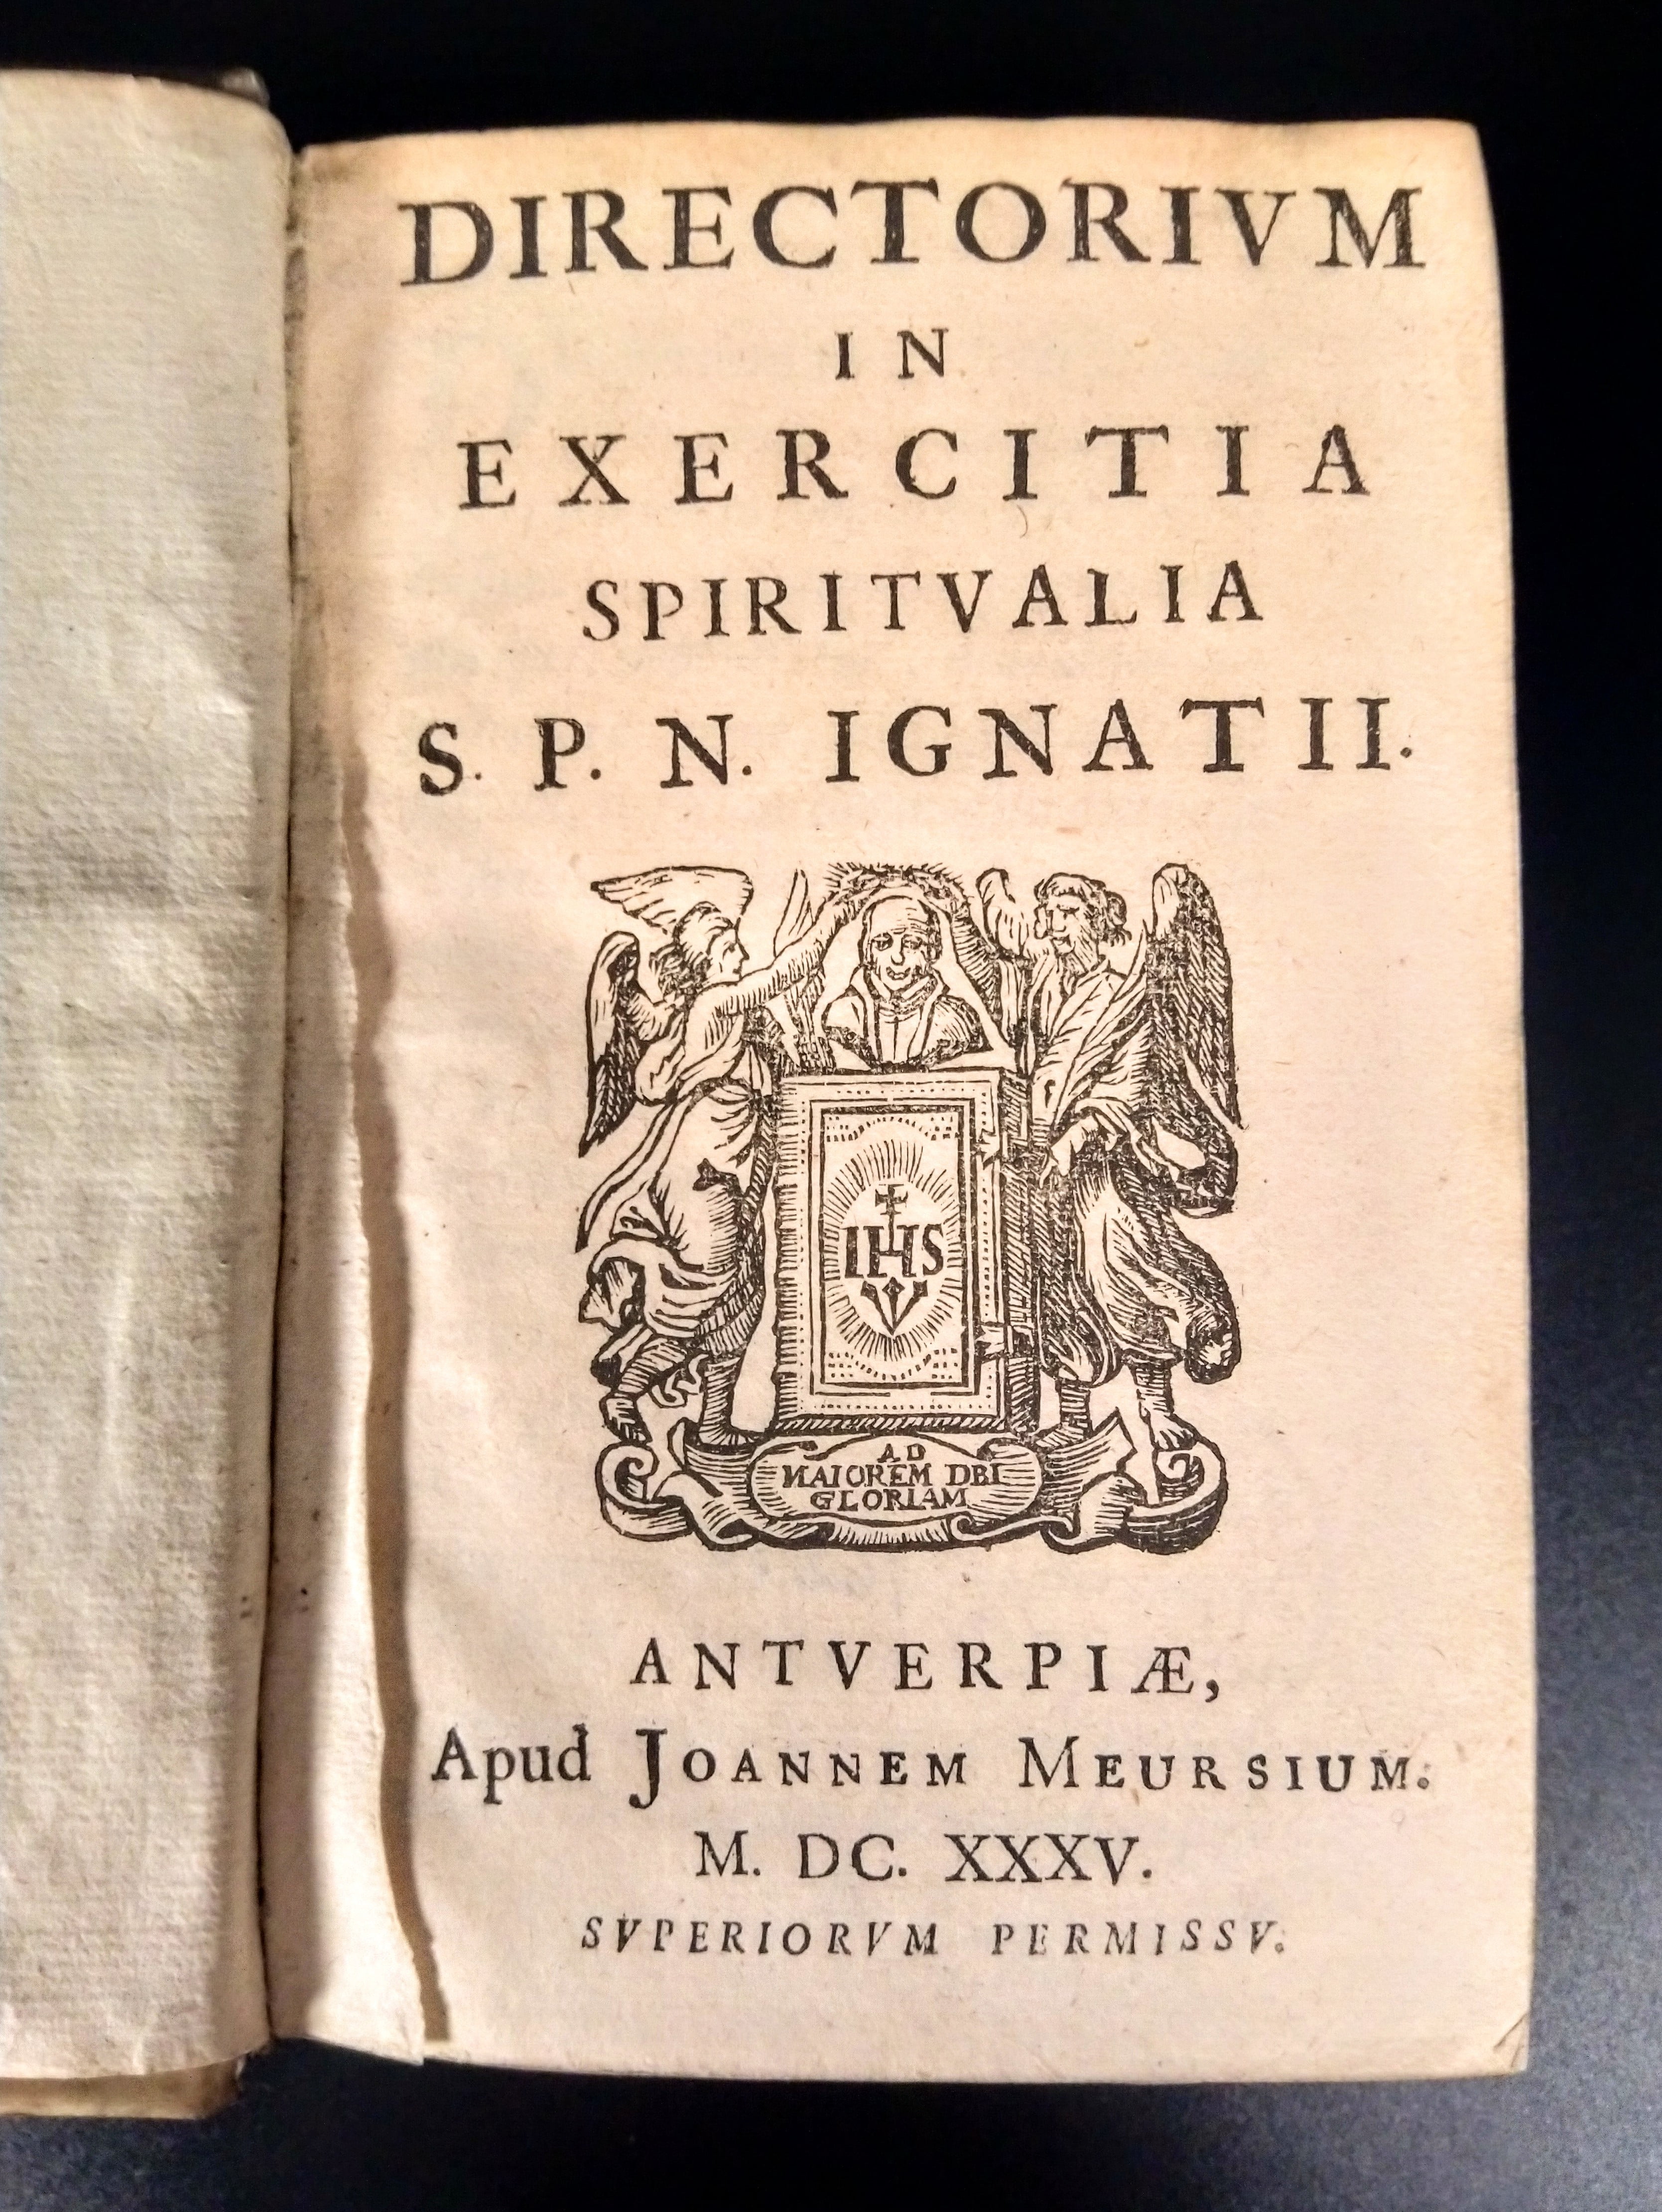 DIRECTORIVM
IN
EXERCITIA
SPIRITVALIA
S. P. N. IGNATII.
IHS
AD
MAIOREM DEI
GLORIAM
ANTVERPIÆ,
Apud JOANNEM MEURSIUM.
M. DC. XXXV.
SVPERIORVM PERMISSV.